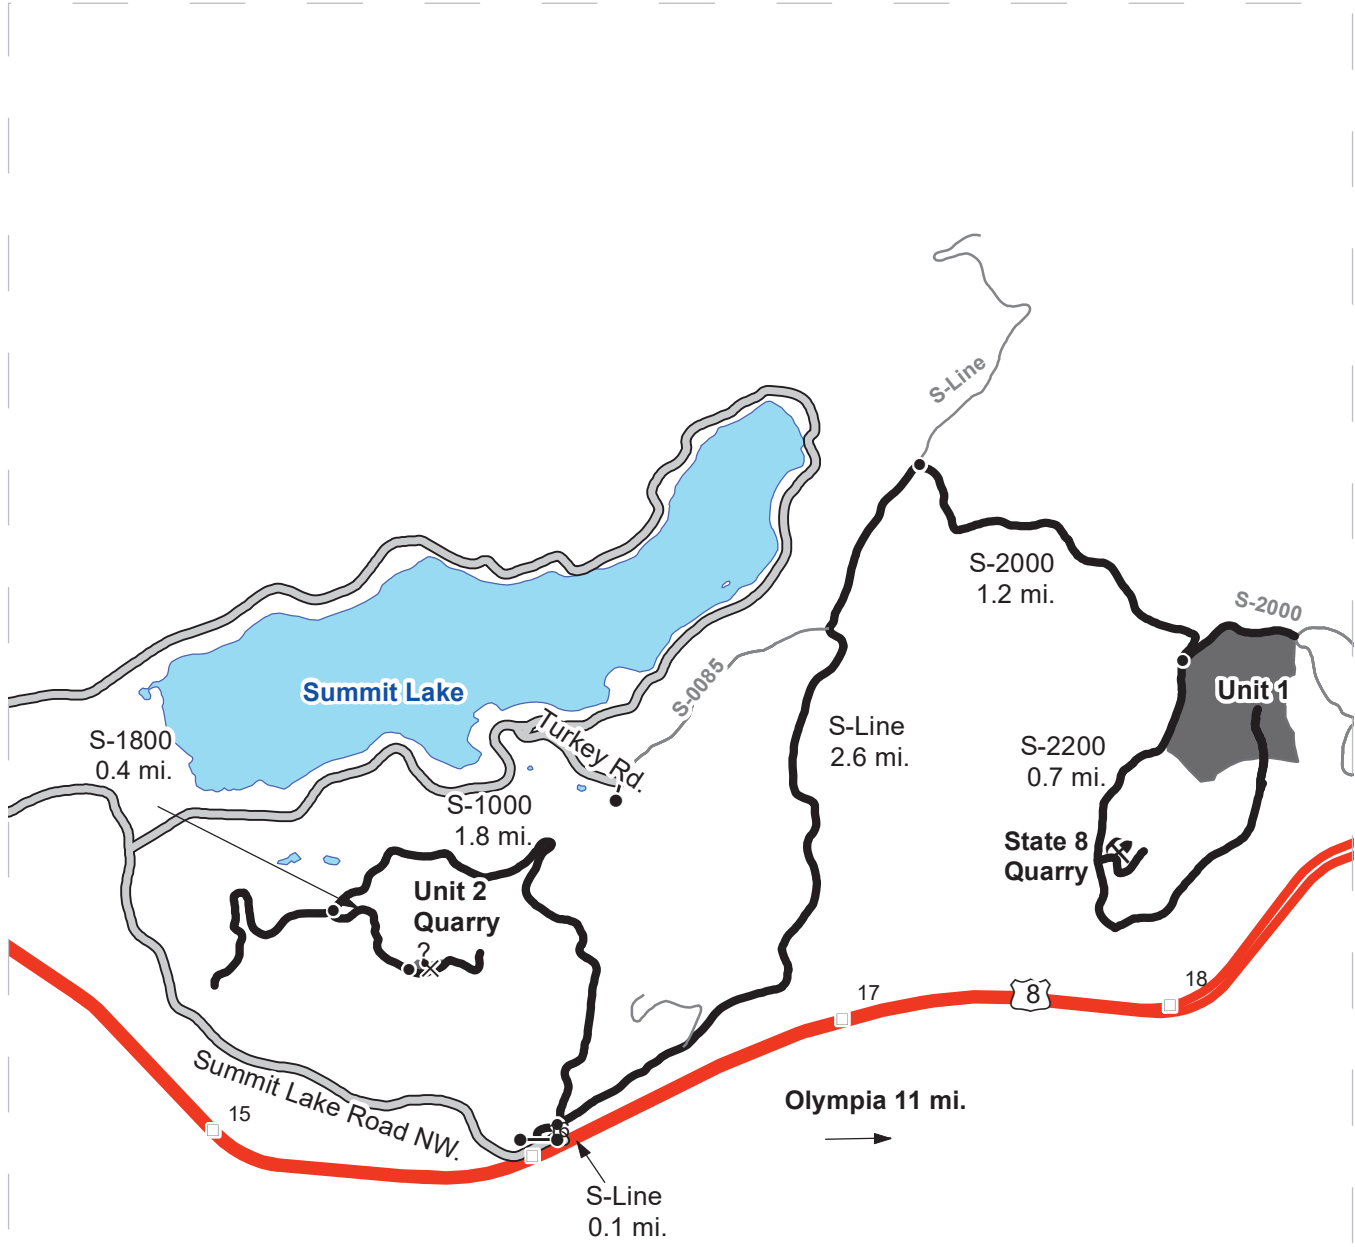 S-Line
S-2000
1.2 mi.
S-2000
Unit 1
Summit Lake
S-0085
Turkey Rd.
S-Line
2.6 mi.
S-1800
0.4 mi.
S-2200
0.7 mi.
S-1000
1.8 mi.
State 8
Quarry
Unit 2
Quarry
?
18
17
8
Summit Lake Road NW.
15
16
Olympia 11 mi.
S-Line
0.1 mi.